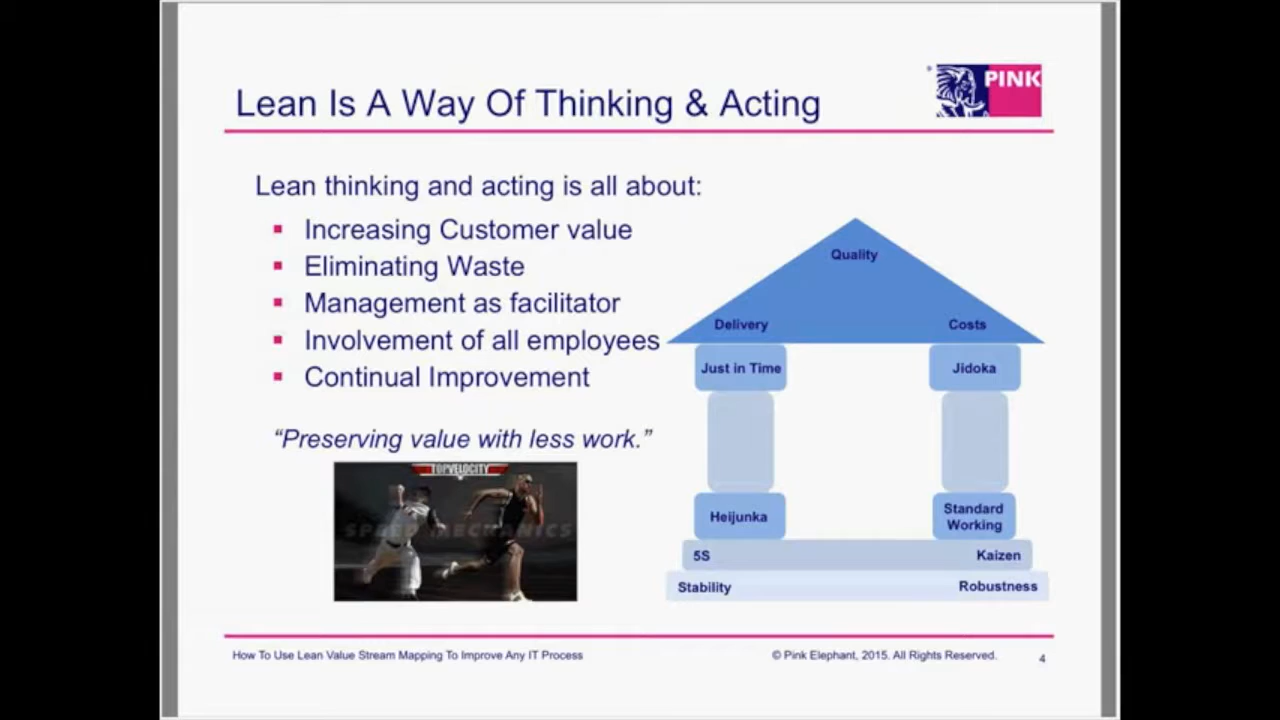 PINK
Lean Is A Way Of Thinking & Acting
Lean thinking and acting is all about:
Increasing Customer value
Eliminating Waste
Management as facilitator
Involvement of all employees
Continual Improvement
“Preserving value with less work.”
TOPVELOCITY
SPEED MECHANICS
Quality
Delivery
Costs
Just in Time
Jidoka
Heijunka
Standard
Working
5S
Kaizen
Stability
Robustness
How To Use Lean Value Stream Mapping To Improve Any IT Process
© Pink Elephant, 2015. All Rights Reserved.
4